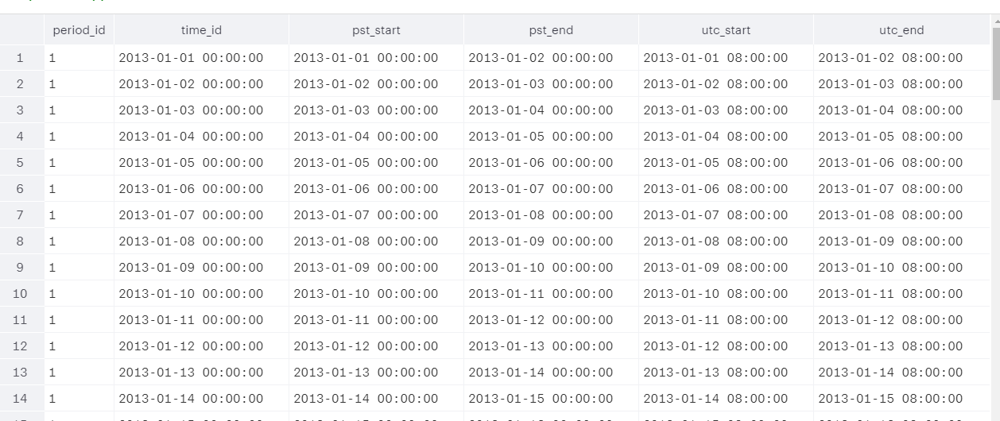 period_id time_id pst_start pst_end utc_start utc_end
1 1 2013-01-01 00:00:00 2013-01-01 00:00:00 2013-01-02 00:00:00 2013-01-01 08:00:00 2013-01-02 08:00:00
2 1 2013-01-02 00:00:00 2013-01-02 00:00:00 2013-01-03 00:00:00 2013-01-02 08:00:00 2013-01-03 08:00:00
3 1 2013-01-03 00:00:00 2013-01-03 00:00:00 2013-01-04 00:00:00 2013-01-03 08:00:00 2013-01-04 08:00:00
4 1 2013-01-04 00:00:00 2013-01-04 00:00:00 2013-01-05 00:00:00 2013-01-04 08:00:00 2013-01-05 08:00:00
5 1 2013-01-05 00:00:00 2013-01-05 00:00:00 2013-01-06 00:00:00 2013-01-05 08:00:00 2013-01-06 08:00:00
6 1 2013-01-06 00:00:00 2013-01-06 00:00:00 2013-01-07 00:00:00 2013-01-06 08:00:00 2013-01-07 08:00:00
7 1 2013-01-07 00:00:00 2013-01-07 00:00:00 2013-01-08 00:00:00 2013-01-07 08:00:00 2013-01-08 08:00:00
8 1 2013-01-08 00:00:00 2013-01-08 00:00:00 2013-01-09 00:00:00 2013-01-08 08:00:00 2013-01-09 08:00:00
9 1 2013-01-09 00:00:00 2013-01-09 00:00:00 2013-01-10 00:00:00 2013-01-09 08:00:00 2013-01-10 08:00:00
10 1 2013-01-10 00:00:00 2013-01-10 00:00:00 2013-01-11 00:00:00 2013-01-10 08:00:00 2013-01-11 08:00:00
11 1 2013-01-11 00:00:00 2013-01-11 00:00:00 2013-01-12 00:00:00 2013-01-11 08:00:00 2013-01-12 08:00:00
12 1 2013-01-12 00:00:00 2013-01-12 00:00:00 2013-01-13 00:00:00 2013-01-12 08:00:00 2013-01-13 08:00:00
13 1 2013-01-13 00:00:00 2013-01-13 00:00:00 2013-01-14 00:00:00 2013-01-13 08:00:00 2013-01-14 08:00:00
14 1 2013-01-14 00:00:00 2013-01-14 00:00:00 2013-01-15 00:00:00 2013-01-14 08:00:00 2013-01-15 08:00:00